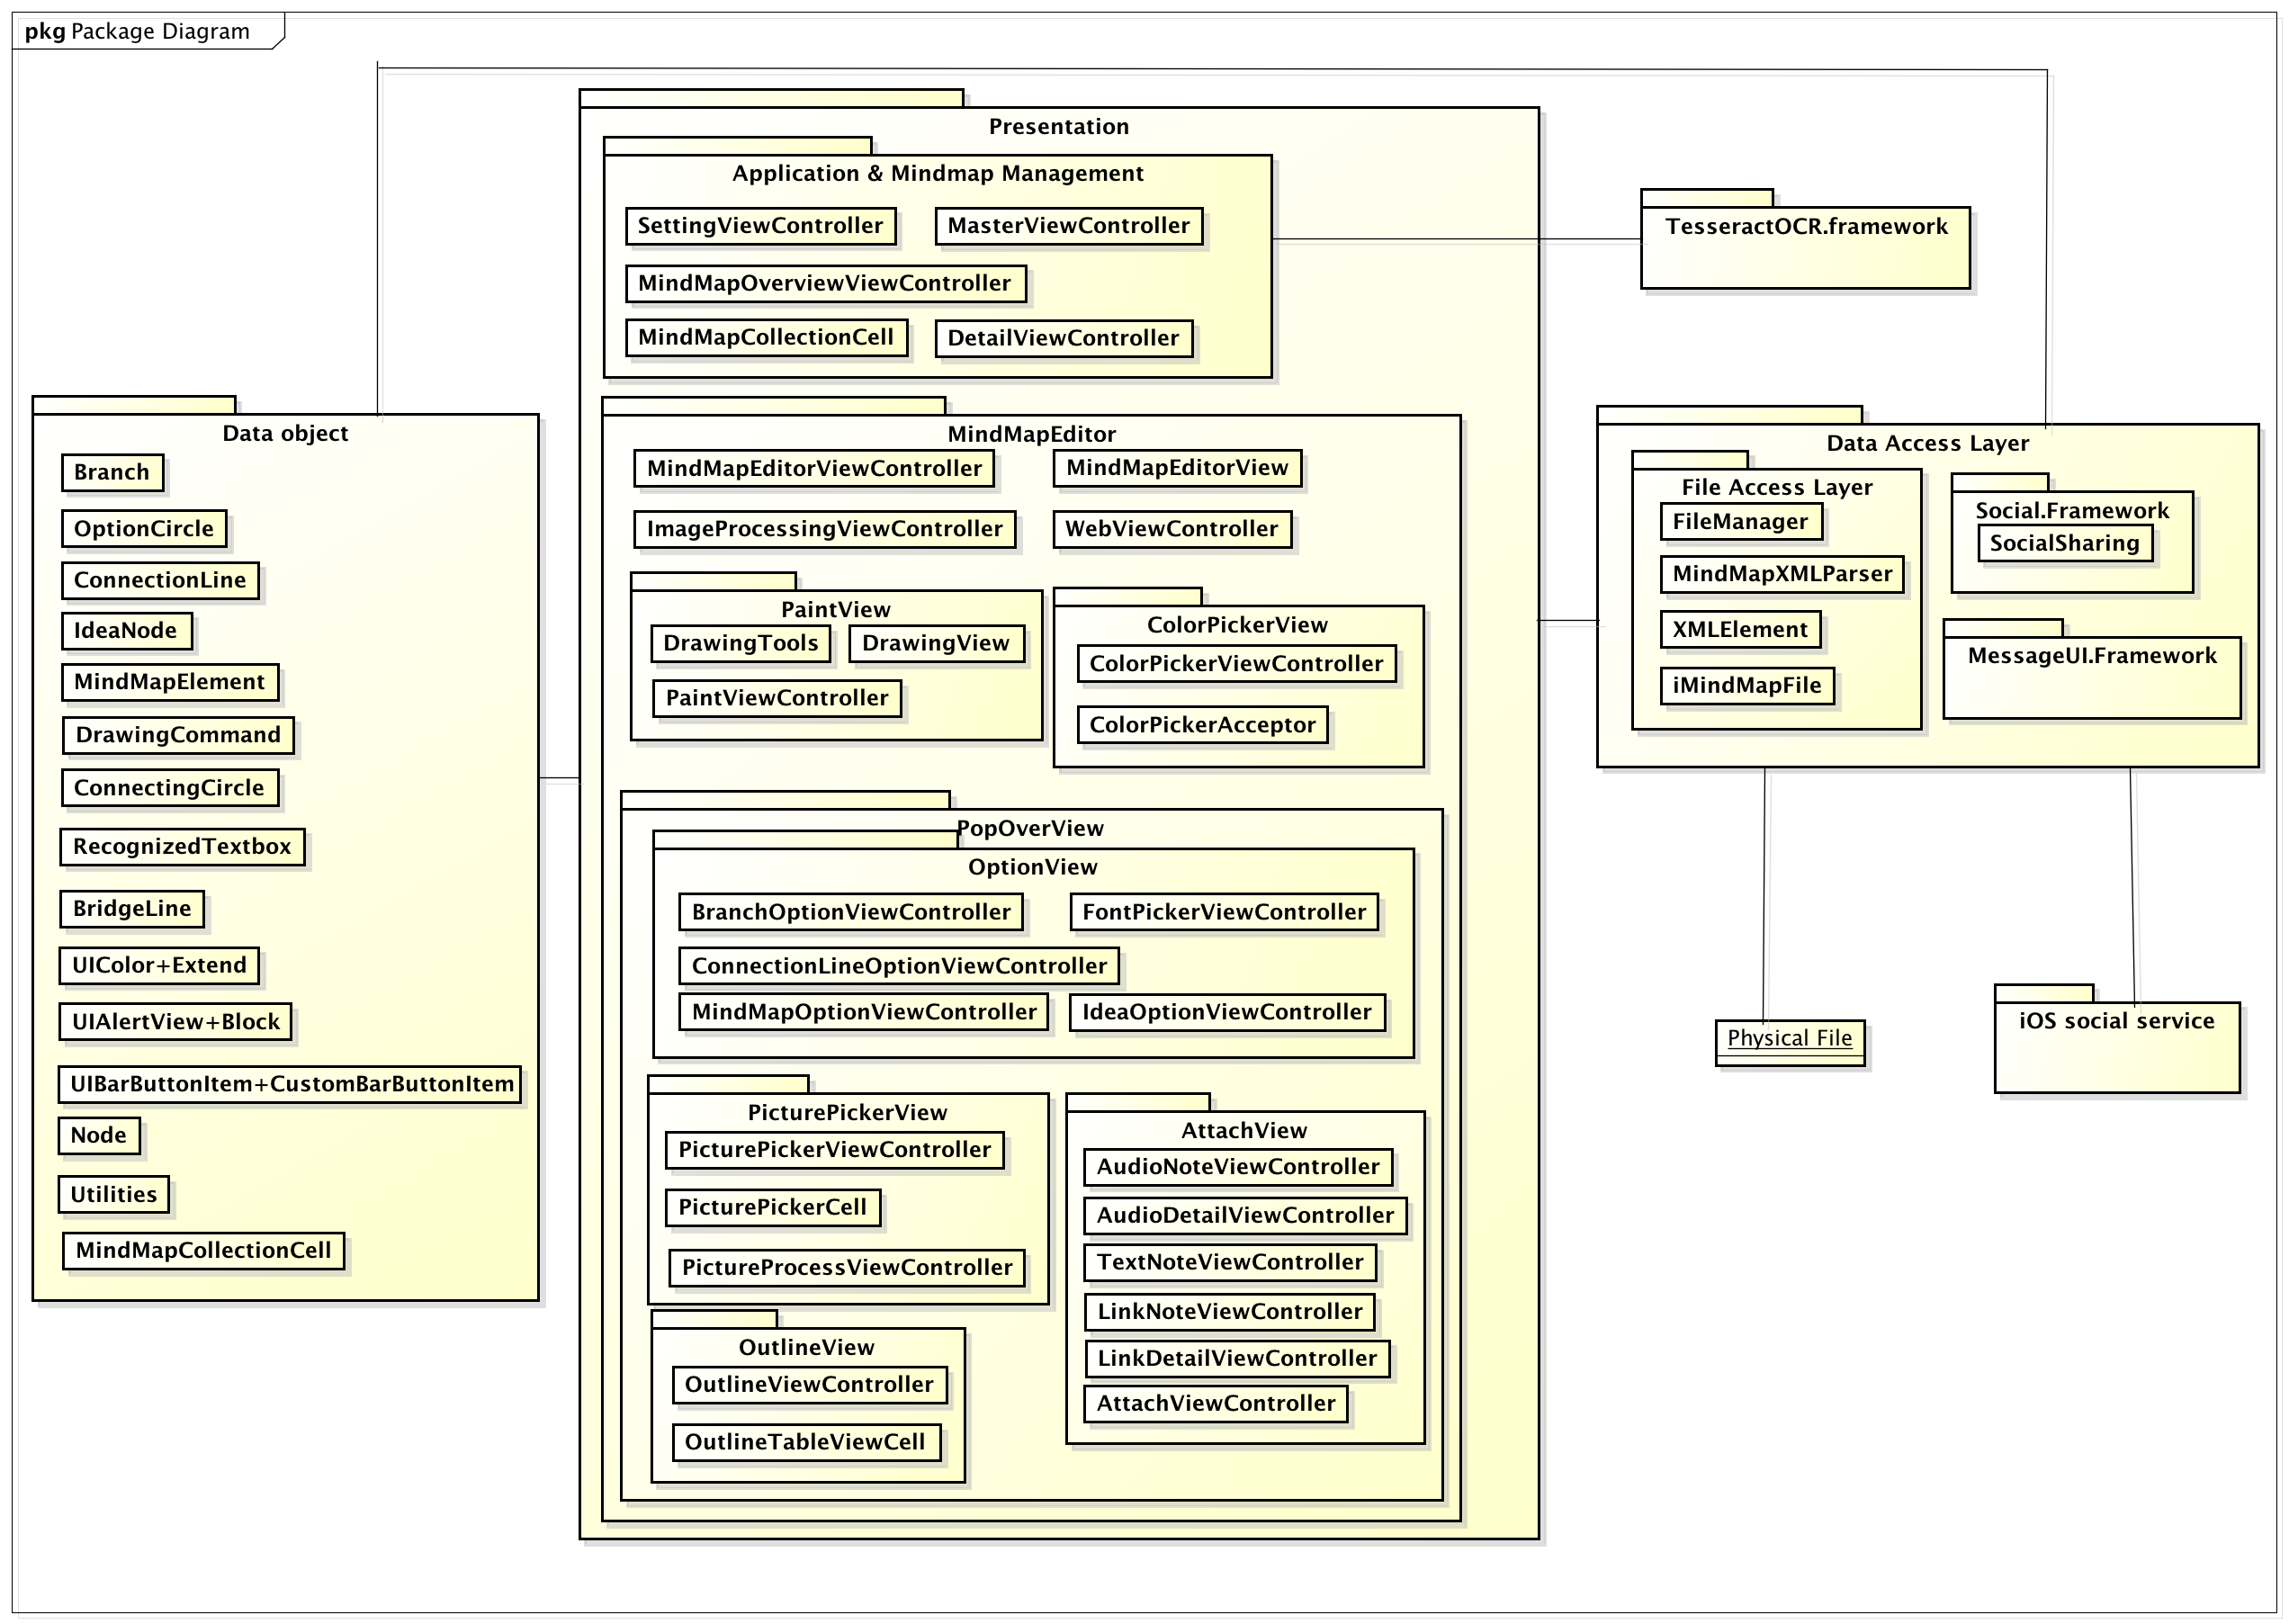 pkg Package Diagram
Presentation
Application & Mindmap Management
SettingViewController
MasterViewController
MindMapOverviewViewController
MindMapCollectionCell
DetailViewController
TesseractOCR.framework
Data object
Branch
OptionCircle
ConnectionLine
IdeaNode
MindMapElement
DrawingCommand
ConnectingCircle
RecognizedTextbox
BridgeLine
UIColor+Extend
UIAlertView+Block
UIBarButtonItem+CustomBarButtonItem
Node
Utilities
MindMapCollectionCell
MindMapEditor
MindMapEditorViewController
MindMapEditorView
ImageProcessingViewController
WebViewController
PaintView
DrawingTools
DrawingView
PaintViewController
ColorPickerView
ColorPickerViewController
ColorPickerAcceptor
PopOverView
OptionView
BranchOptionViewController
FontPickerViewController
ConnectionLineOptionViewController
MindMapOptionViewController
IdeaOptionViewController
PicturePickerView
PicturePickerViewController
PicturePickerCell
PictureProcessViewController
AttachView
AudioNoteViewController
AudioDetailViewController
TextNoteViewController
LinkNoteViewController
LinkDetailViewController
AttachViewController
OutlineView
OutlineViewController
OutlineTableViewCell
Data Access Layer
File Access Layer
FileManager
MindMapXMLParser
XMLElement
iMindMapFile
Social.Framework
SocialSharing
MessageUI.Framework
Physical File
iOS social service